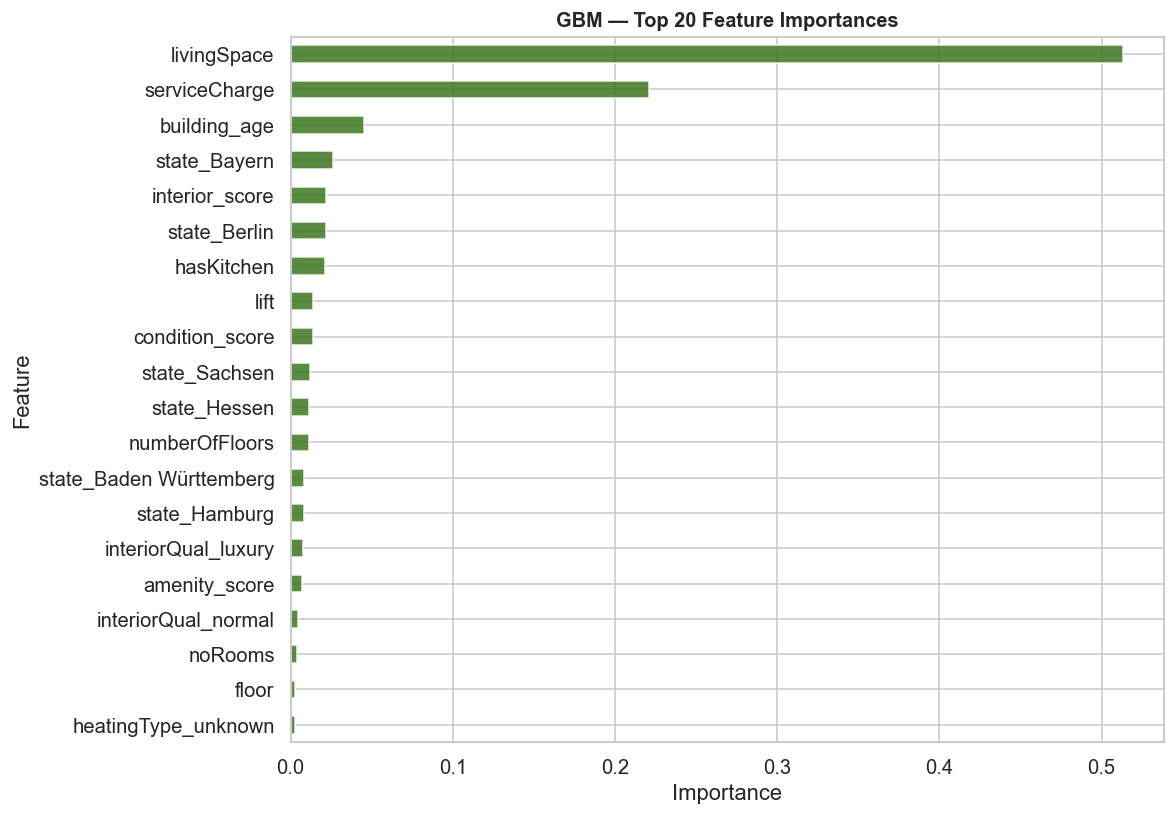 GBM — Top 20 Feature Importances
livingSpace
serviceCharge
building_age
state_Bayern
interior_score
state_Berlin
hasKitchen
lift
condition_score
state_Sachsen
state_Hessen
numberOfFloors
state_Baden Württemberg
state_Hamburg
interiorQual_luxury
amenity_score
interiorQual_normal
noRooms
floor
heatingType_unknown
Feature
0.0 0.1 0.2 0.3 0.4 0.5
Importance